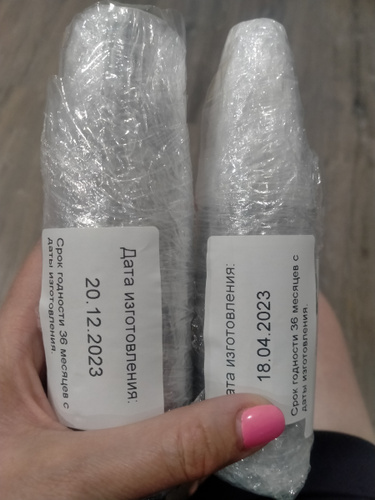 Дата изготовления:
20.12.2023
Срок годности 36 месяцев с
даты изготовления.
ата изготовления:
18.04.2023
Срок годности 36 месяцев с
даты изготовления.